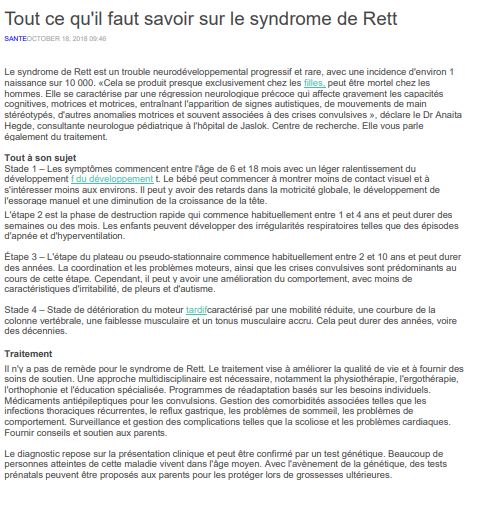 Tout ce qu'il faut savoir sur le syndrome de Rett
SANTEOCTOBER 18, 2018 09:46
Le syndrome de Rett est un trouble neurodéveloppemental progressif et rare, avec une incidence d'environ 1
naissance sur 10 000. «Cela se produit presque exclusivement chez les filles, peut être mortel chez les
hommes. Elle se caractérise par une régression neurologique précoce qui affecte gravement les capacités
cognitives, motrices et motrices, entraînant l'apparition de signes autistiques, de mouvements de main
stéréotypés, d'autres anomalies motrices et souvent associées à des crises convulsives », déclare le Dr Anaita
Hegde, consultante neurologue pédiatrique à l'hôpital de Jaslok. Centre de recherche. Elle vous parle
également du traitement.
Tout à son sujet
Stade 1 – Les symptômes commencent entre l'âge de 6 et 18 mois avec un léger ralentissement du
développement f du développement t. Le bébé peut commencer à montrer moins de contact visuel et à
s'intéresser moins aux environs. Il peut y avoir des retards dans la motricité globale, le développement de
l'essorage manuel et une diminution de la croissance de la tête.
L'étape 2 est la phase de destruction rapide qui commence habituellement entre 1 et 4 ans et peut durer des
semaines ou des mois. Les enfants peuvent développer des irrégularités respiratoires telles que des épisodes
d'apnée et d'hyperventilation.
Étape 3 – L'étape du plateau ou pseudo-stationnaire commence habituellement entre 2 et 10 ans et peut durer
des années. La coordination et les problèmes moteurs, ainsi que les crises convulsives sont prédominants au
cours de cette étape. Cependant, il peut y avoir une amélioration du comportement, avec moins de
caractéristiques d'irritabilité, de pleurs et d'autisme.
Stade 4 – Stade de détérioration du moteur tardifcaractérisé par une mobilité réduite, une courbure de la
colonne vertébrale, une faiblesse musculaire et un tonus musculaire accru. Cela peut durer des années, voire
des décennies.
Traitement
Il n'y a pas de remède pour le syndrome de Rett. Le traitement vise à améliorer la qualité de vie et à fournir des
soins de soutien. Une approche multidisciplinaire est nécessaire, notamment la physiothérapie, l'ergothérapie,
l'orthophonie et l'éducation spécialisée. Programmes de réadaptation basés sur les besoins individuels.
Médicaments antiépileptiques pour les convulsions. Gestion des comorbidités associées telles que les
infections thoraciques récurrentes, le reflux gastrique, les problèmes de sommeil, les problèmes de
comportement. Surveillance et gestion des complications telles que la scoliose et les problèmes cardiaques.
Fournir conseils et soutien aux parents.
Le diagnostic repose sur la présentation clinique et peut être confirmé par un test génétique. Beaucoup de
personnes atteintes de cette maladie vivent dans l'âge moyen. Avec l'avènement de la génétique, des tests
prénatals peuvent être proposés aux parents pour les protéger lors de grossesses ultérieures.